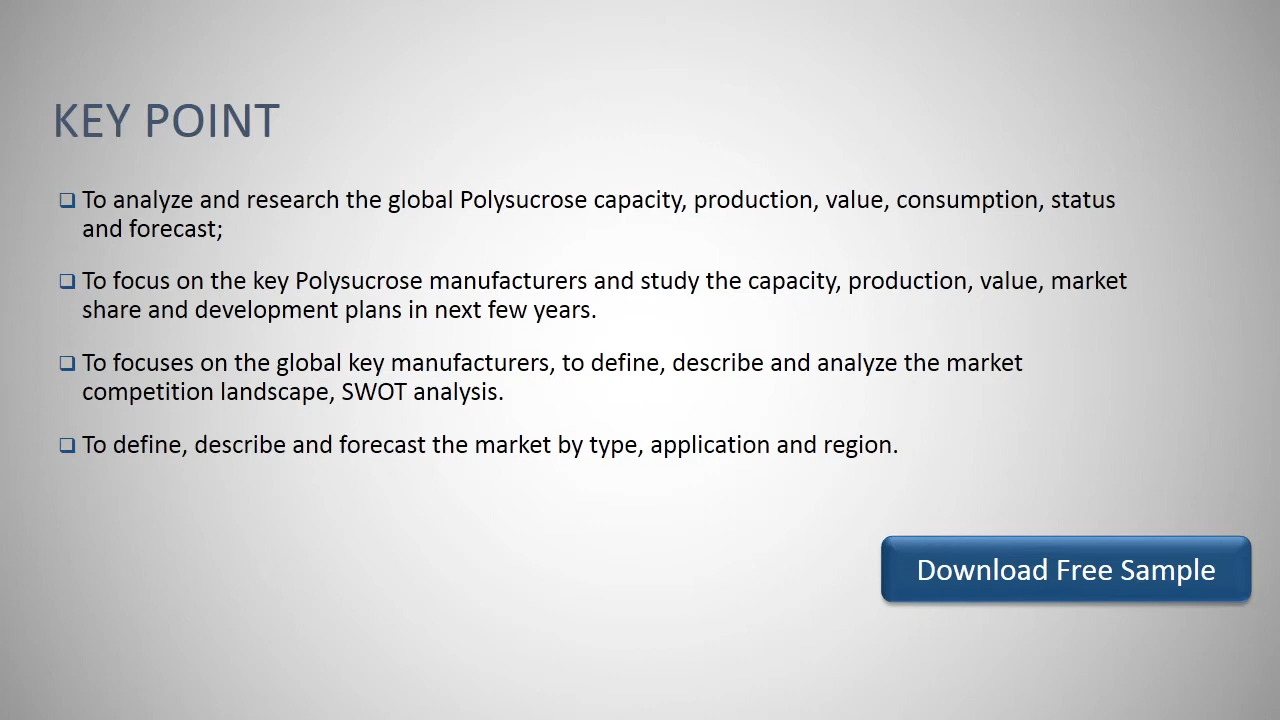 KEY POINT
To analyze and research the global Polysucrose capacity, production, value, consumption, status
and forecast;
To focus on the key Polysucrose manufacturers and study the capacity, production, value, market
share and development plans in next few years.
To focuses on the global key manufacturers, to define, describe and analyze the market
competition landscape, SWOT analysis.
To define, describe and forecast the market by type, application and region.
Download Free Sample